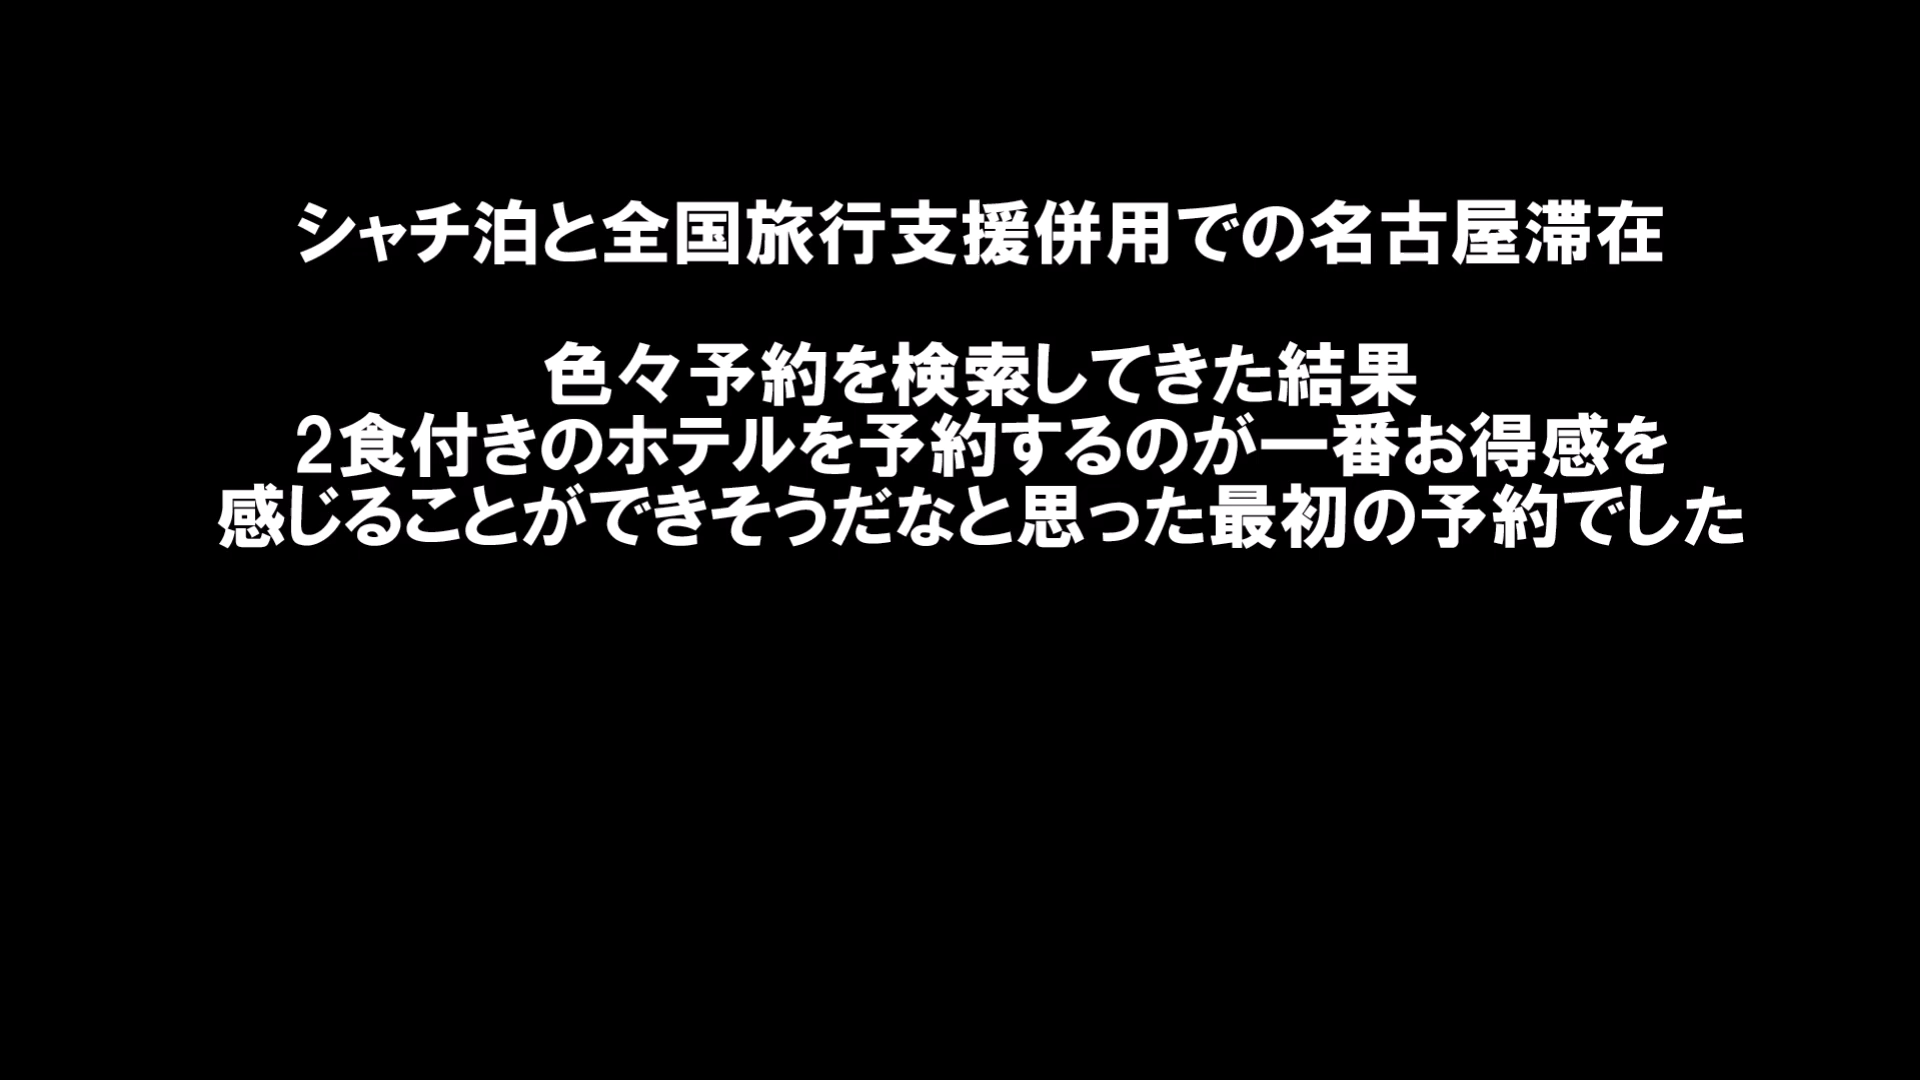 シャチ泊と全国旅行支援併用での名古屋滞在
色々予約を検索してきた結果
2食付きのホテルを予約するのが一番お得感を
感じることができそうだなと思った最初の予約でした